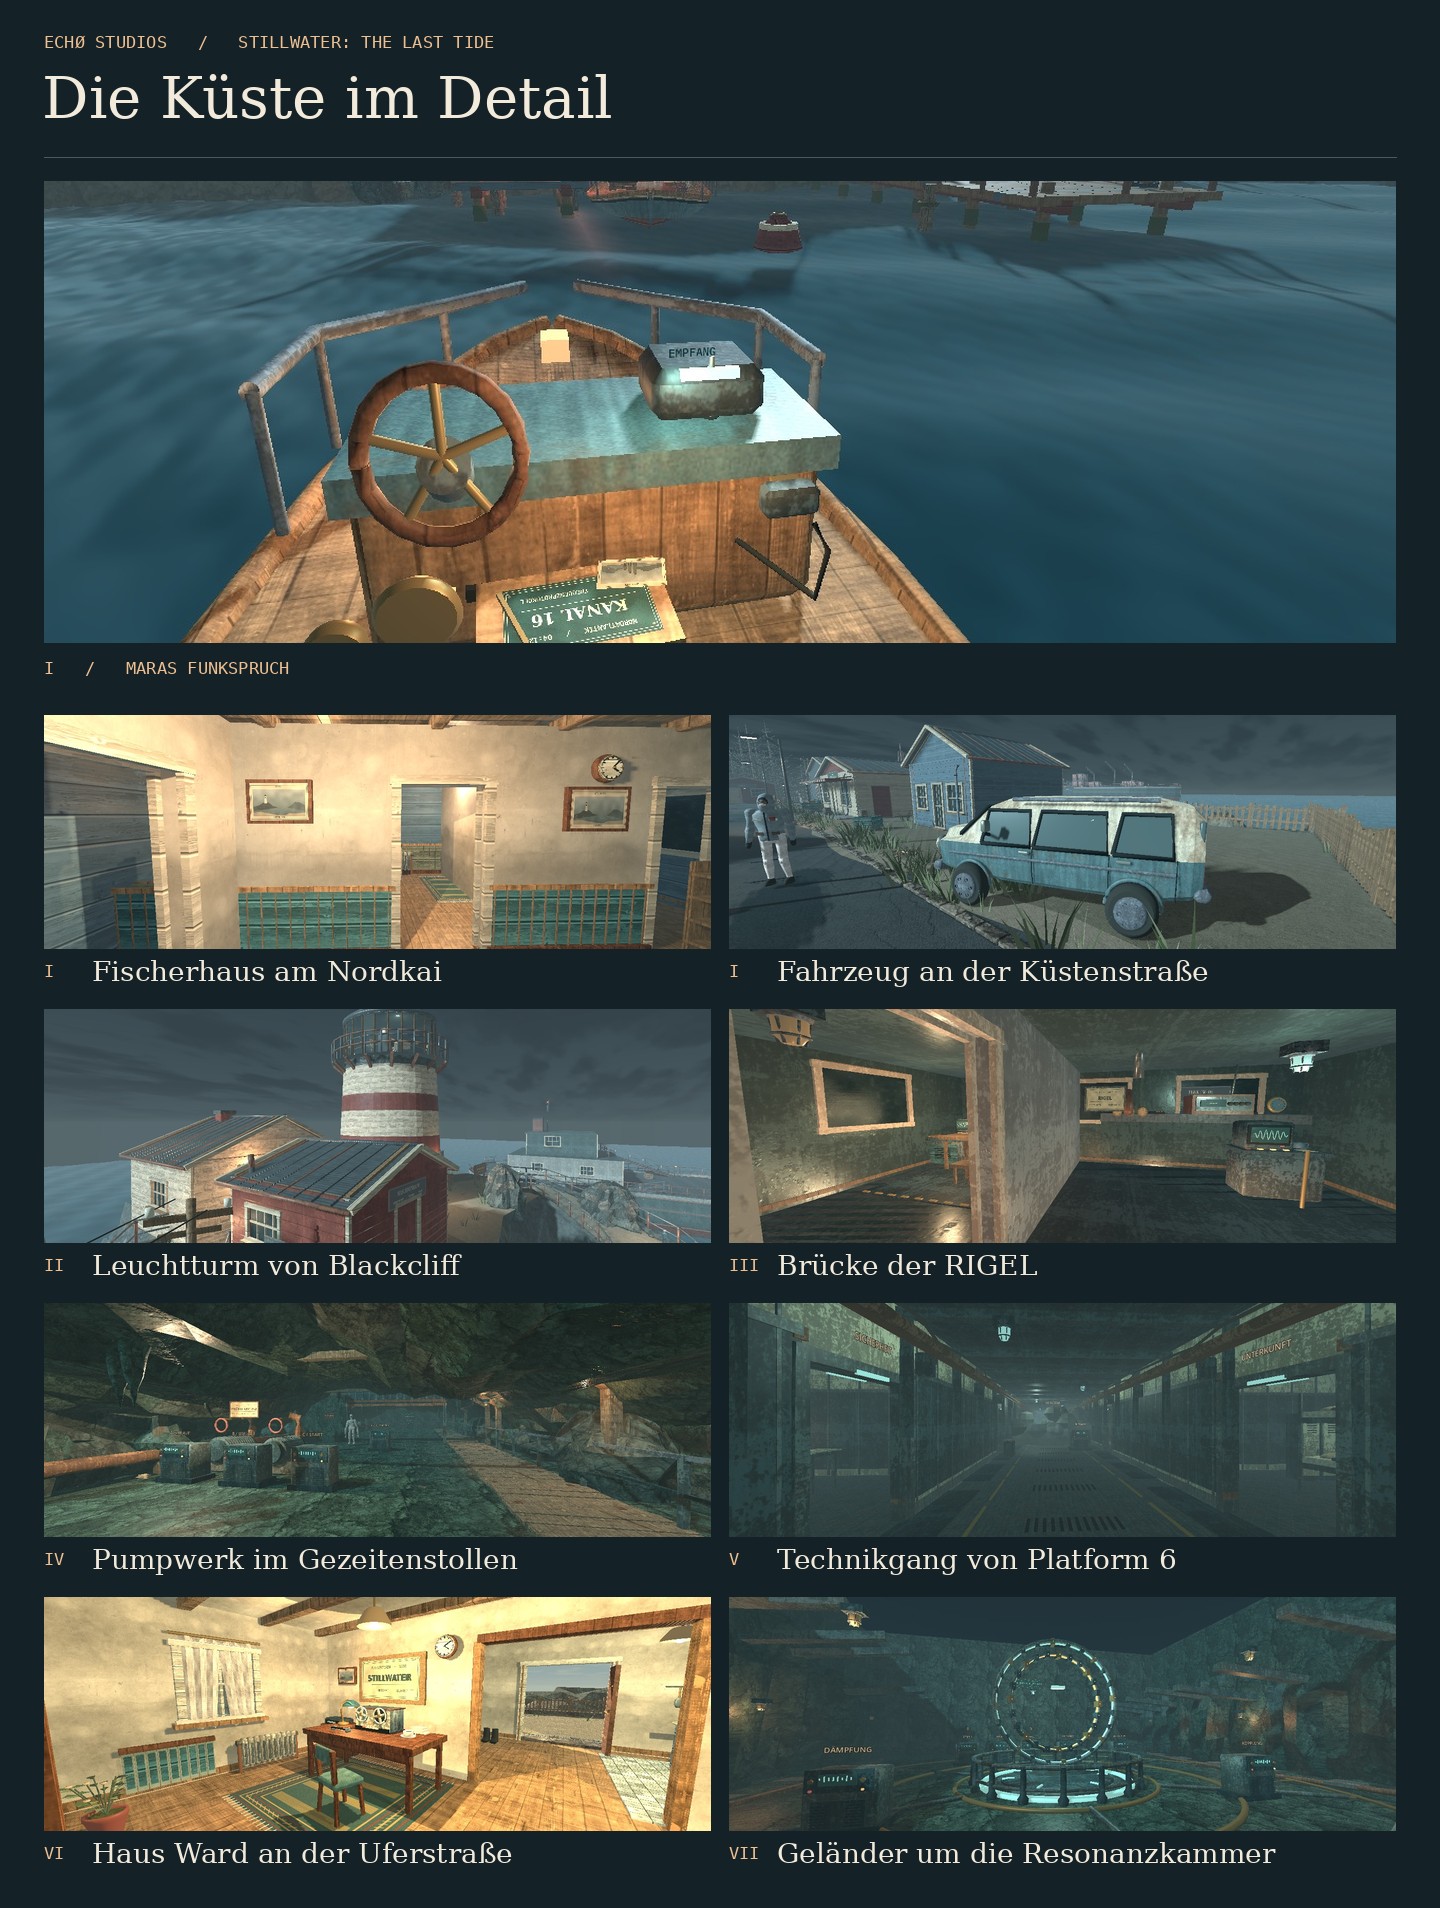 ECHØ STUDIOS / STILLWATER: THE LAST TIDE
Die Küste im Detail
EMPFANG
KANAL 16
NORDATLANTIK
I / MARAS FUNKSPRUCH
I Fischerhaus am Nordkai
I Fahrzeug an der Küstenstraße
RIGEL
II Leuchtturm von Blackcliff
III Brücke der RIGEL
UNTERKUNFT
IV Pumpwerk im Gezeitenstollen
V Technikgang von Platform 6
STILLWATER
DÄMPFUNG
VI Haus Ward an der Uferstraße
VII Geländer um die Resonanzkammer